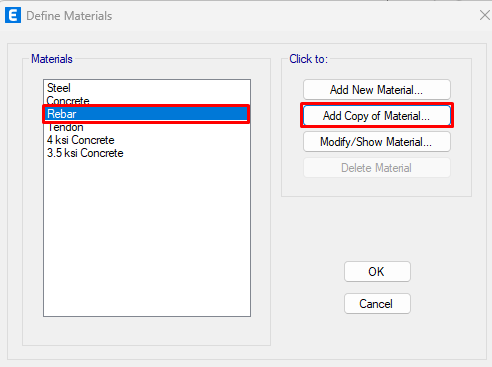 E Define Materials
Materials
Steel
Concrete
Rebar
Tendon
4 ksi Concrete
3.5 ksi Concrete
Click to:
Add New Material...
Add Copy of Material...
Modify/Show Material...
Delete Material
OK
Cancel